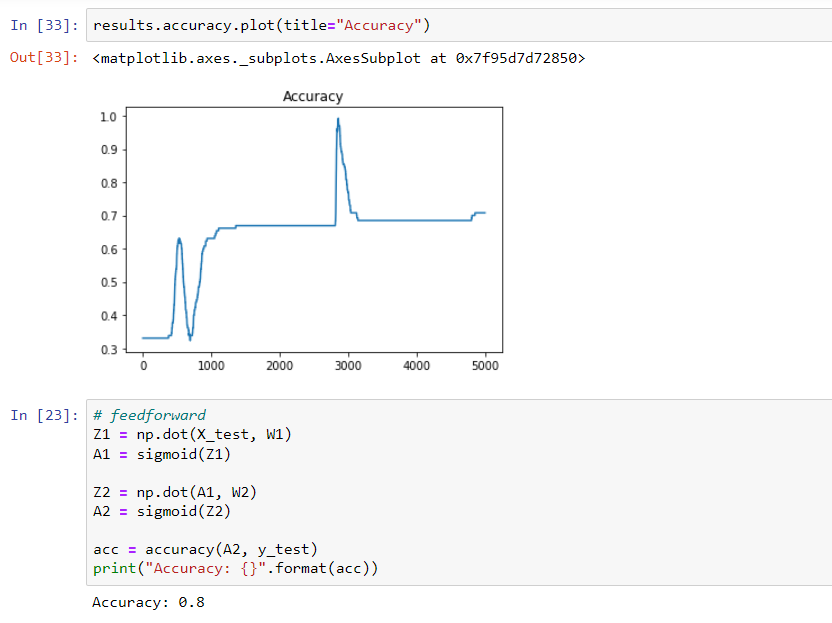 In [33]: results.accuracy.plot(title="Accuracy")
Out[33]: <matplotlib.axes._subplots.AxesSubplot at 0x7f95d7d72850>
Accuracy
1.0
0.9
0.8
0.7
0.6
0.5
0.4
0.3
0 1000 2000 3000 4000 5000
In [23]: # feedforward
Z1 = np.dot(X_test, W1)
A1 = sigmoid(Z1)
Z2 = np.dot(A1, W2)
A2 = sigmoid(Z2)
acc = accuracy(A2, y_test)
print("Accuracy: {}".format(acc))
Accuracy: 0.8